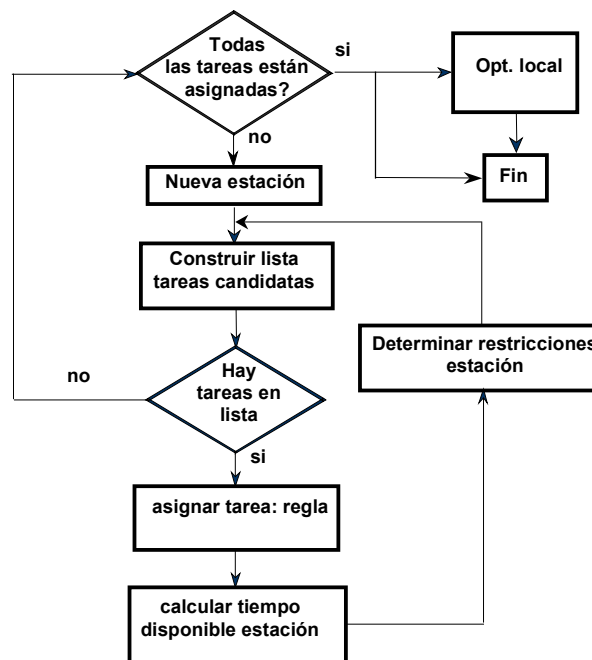 Todas
las tareas están
asignadas?
si
Opt. local
no
Fin
Nueva estación
Construir lista
tareas candidatas
Determinar restricciones
estación
Hay
tareas en
lista
no
si
asignar tarea: regla
calcular tiempo
disponible estación